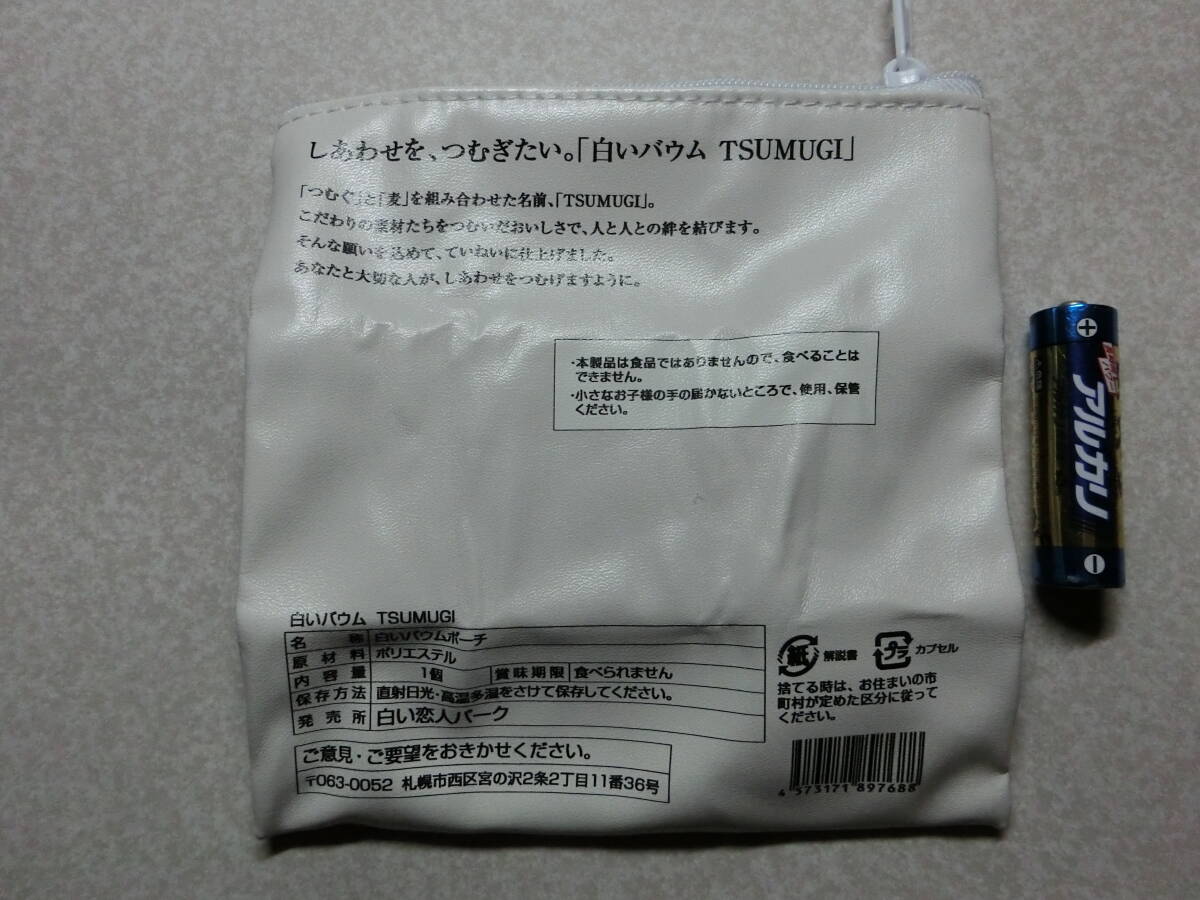 しあわせを、つむぎたい。「白いバウム TSUMUGI」
「つむぐ」と「麦」を組み合わせた名前、「TSUMUGI」。
こだわりの素材たちをつむいだおいしさで、人と人との絆を結びます。
そんな願いを込めて、ていねいに仕上げました。
あなたと大切な人が、しあわせをつむげますように。
・本製品は食品ではありませんので、食べることは
できません。
・小さなお子様の手の届かないところで、使用、保管
ください。
アルカリ
白いバウム TSUMUGI
名称 白いバウムポーチ
原材料 ポリエステル
内容量 1個 賞味期限 食べられません
保存方法 直射日光・高温多湿をさけて保存してください。
発売所 白い恋人パーク
ご意見・ご要望をおきかせください。
〒063-0052 札幌市西区宮の沢2条2丁目11番36号
紙 解説書 プラ カプセル
捨てる時は、お住まいの市
町村が定めた区分に従って
ください。
4 573171 897688